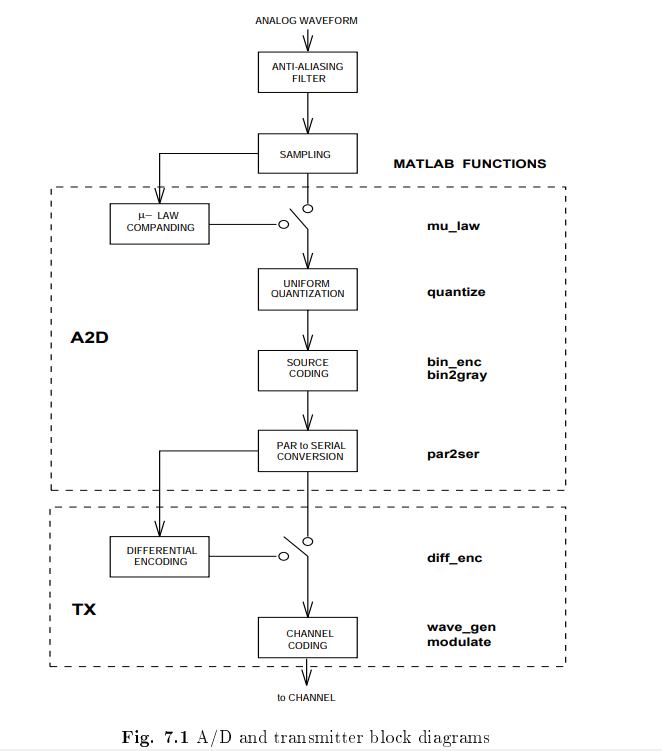 ANALOG WAVEFORM
ANTI-ALIASING
FILTER
SAMPLING
MATLAB FUNCTIONS
μ– LAW
COMPANDING
mu_law
UNIFORM
QUANTIZATION
quantize
A2D
SOURCE
CODING
bin_enc
bin2gray
PAR to SERIAL
CONVERSION
par2ser
DIFFERENTIAL
ENCODING
diff_enc
TX
CHANNEL
CODING
wave_gen
modulate
to CHANNEL
Fig. 7.1 A/D and transmitter block diagrams